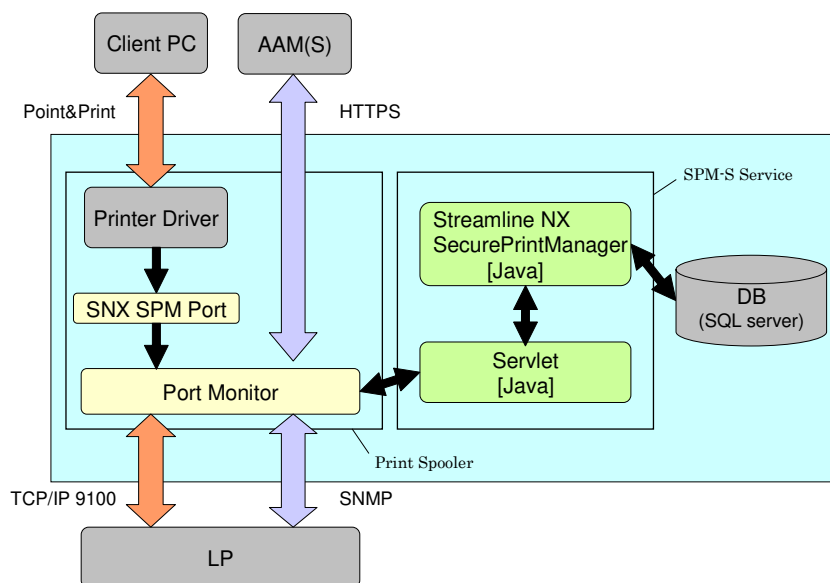 Client PC
AAM(S)
Point&Print
HTTPS
SPM-S Service
Printer Driver
Streamline NX
SecurePrintManager
[Java]
SNX SPM Port
DB
(SQL server)
Port Monitor
Servlet
[Java]
Print Spooler
TCP/IP 9100
SNMP
LP